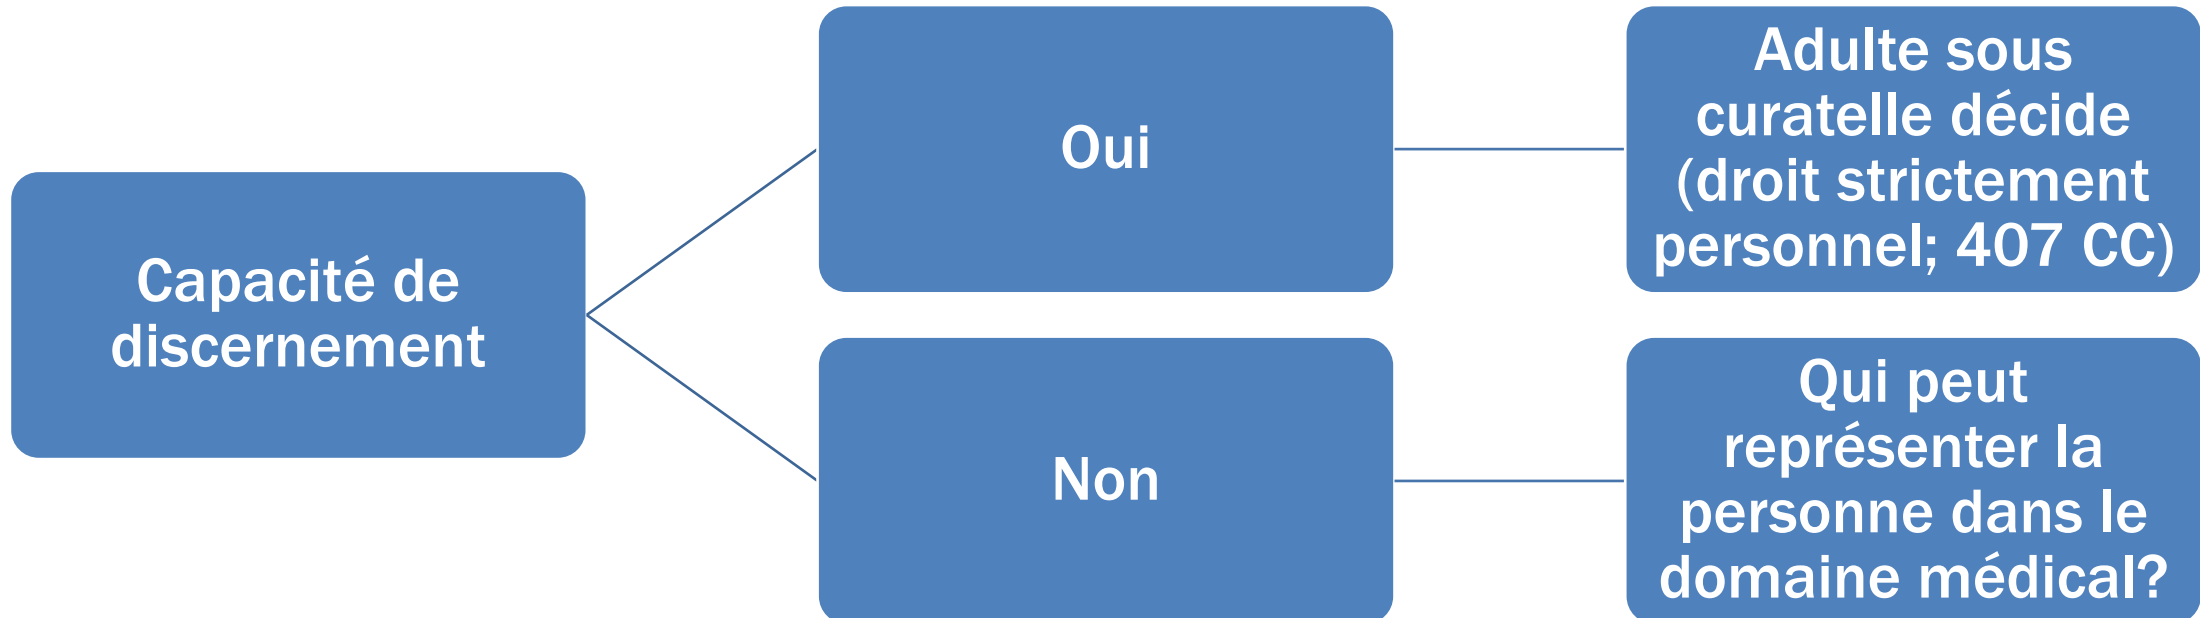 Capacité de
discernement
Oui
Adulte sous
curatelle décide
(droit strictement
personnel; 407 CC)
Non
Qui peut
représenter la
personne dans le
domaine médical?